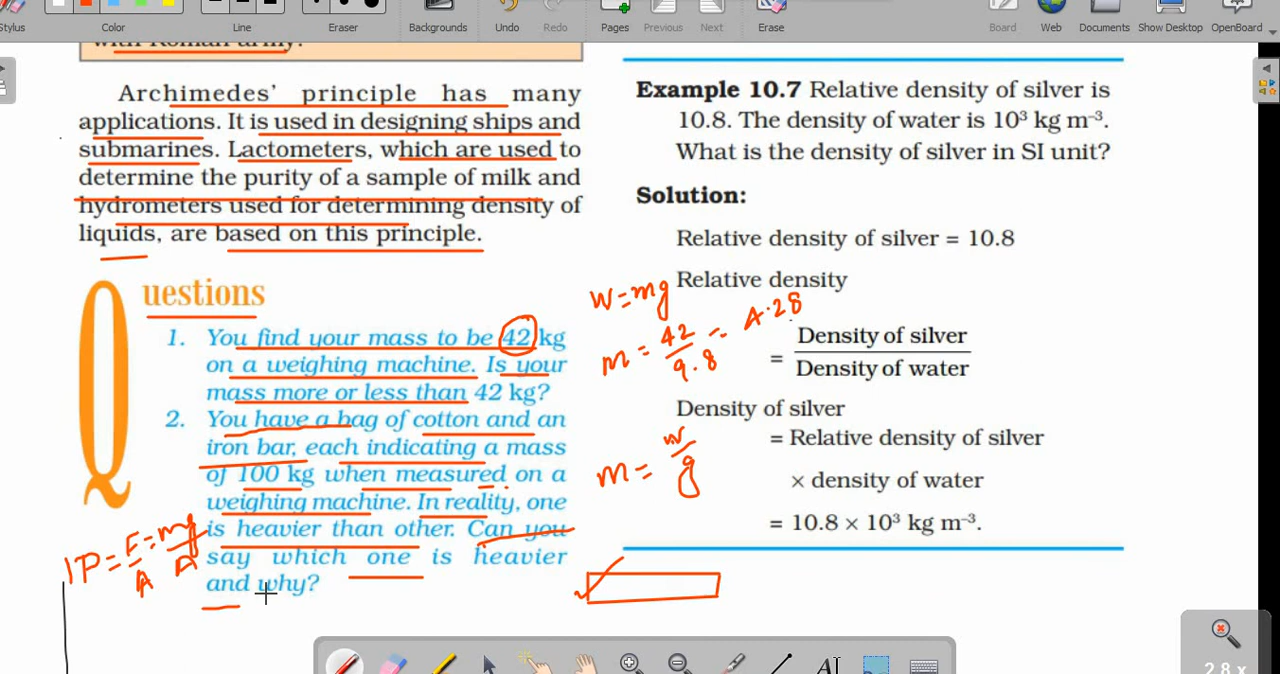 Stylus
Color
Line
Eraser
Backgrounds
Undo
Redo
Pages
Previous
Next
Erase
Board
Web
Documents
Show Desktop
OpenBoard
with Roman army.
Archimedes’ principle has many
applications. It is used in designing ships and
submarines. Lactometers, which are used to
determine the purity of a sample of milk and
hydrometers used for determining density of
liquids, are based on this principle.
Questions
1. You find your mass to be 42 kg
on a weighing machine. Is your
mass more or less than 42 kg?
2. You have a bag of cotton and an
iron bar, each indicating a mass
of 100 kg when measured on a
weighing machine. In reality, one
is heavier than other. Can you
say which one is heavier
and why?
P = F/A = mg/A
W = mg
m = 42/9.8 = 4.28
m = w/g
Example 10.7 Relative density of silver is
10.8. The density of water is 10³ kg m⁻³.
What is the density of silver in SI unit?
Solution:
Relative density of silver = 10.8
Relative density
= Density of silver
Density of water
Density of silver
= Relative density of silver
× density of water
= 10.8 × 10³ kg m⁻³.
2.8 x